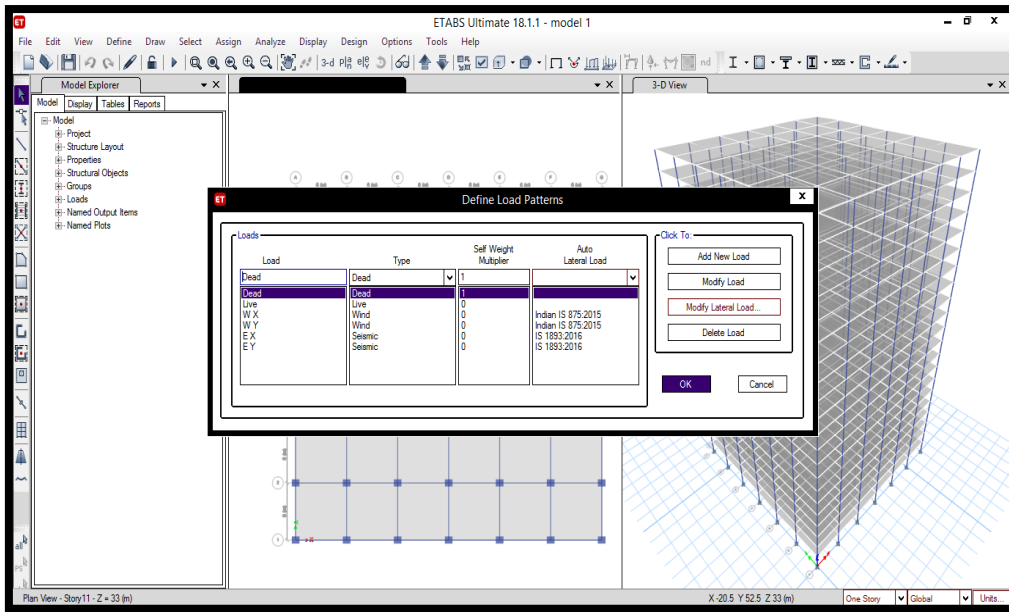 ET
ETABS Ultimate 18.1.1 - model 1
File Edit View Define Draw Select Assign Analyze Display Design Options Tools Help
3-d
nd
Model Explorer
3-D View
Model Display Tables Reports
Model
Project
Structure Layout
Properties
Structural Objects
Groups
Loads
Named Output Items
Named Plots
ET
Define Load Patterns
x
Loads
Click To:
Load Type Self Weight Multiplier Auto Lateral Load
Dead Dead 1
Dead Dead 1
Live Live 0
W X Wind 0 Indian IS 875:2015
W Y Wind 0 Indian IS 875:2015
E X Seismic 0 IS 1893:2016
E Y Seismic 0 IS 1893:2016
Add New Load
Modify Load
Modify Lateral Load...
Delete Load
OK Cancel
all
Plan View - Story11 - Z = 33 (m)
X -20.5 Y 52.5 Z 33 (m)
One Story Global Units...